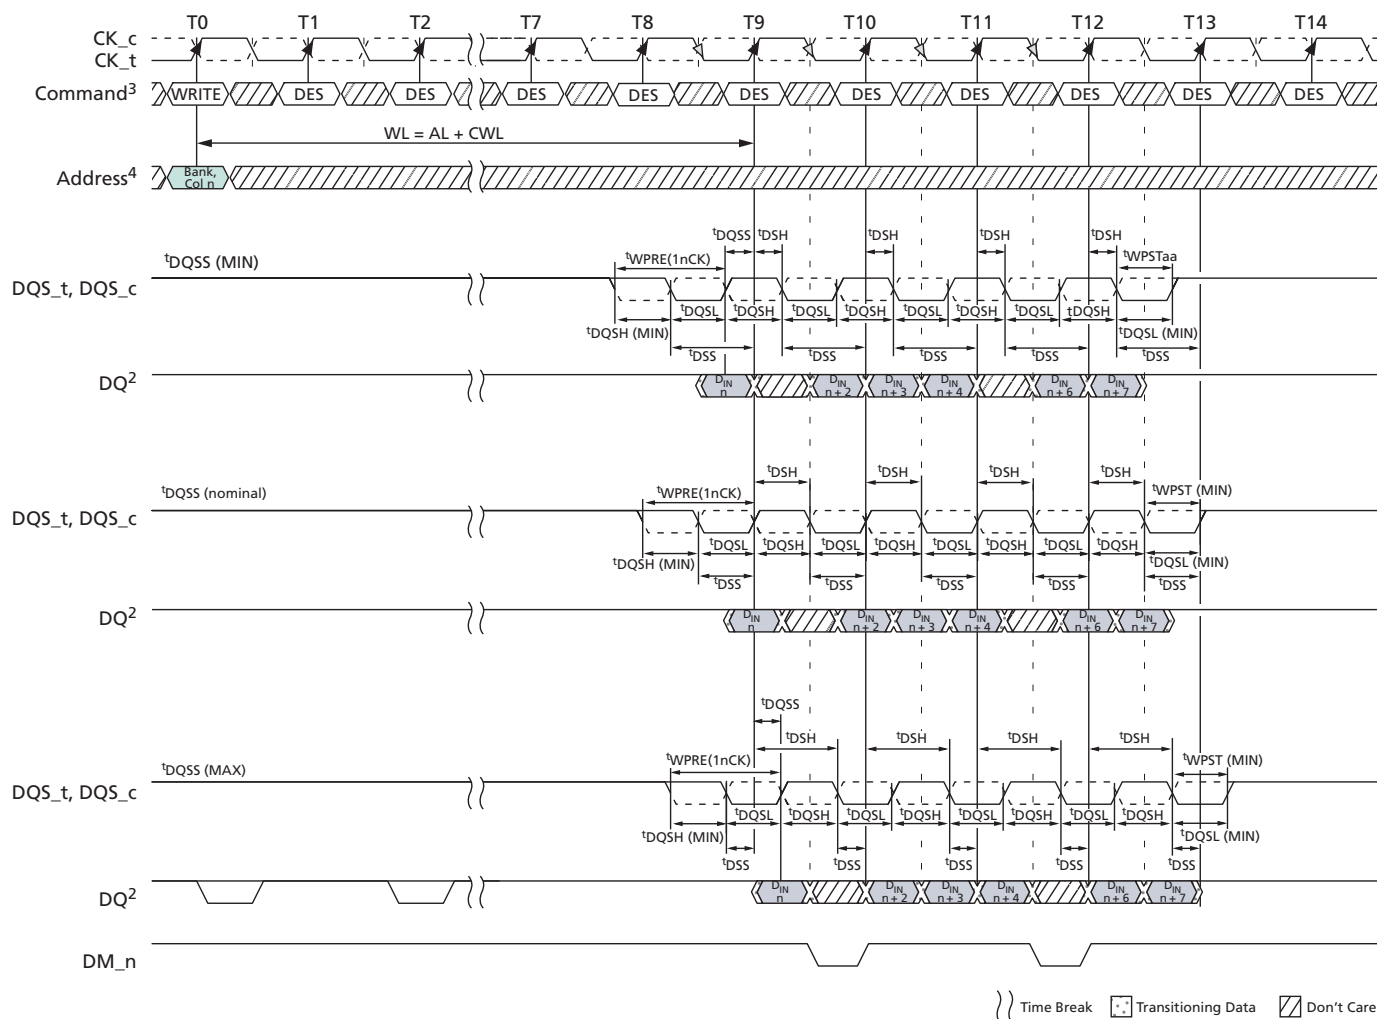 T0 T1 T2 T7 T8 T9 T10 T11 T12 T13 T14
CK_c
CK_t
Command3 WRITE DES DES DES DES DES DES DES DES DES DES
WL = AL + CWL
Address4 Bank, Col n
tDQSS tDSH tDSH tDSH tDSH
tDQSS (MIN) tWPRE(1nCK) tWPSTaa
DQS_t, DQS_c
tDQSL tDQSH tDQSL tDQSH tDQSL tDQSH tDQSL tDQSH
tDQSH (MIN) tDQSL (MIN)
tDSS tDSS tDSS tDSS tDSS
DQ2 DIN n DIN n + 2 DIN n + 3 DIN n + 4 DIN n + 6 DIN n + 7
tDSH tDSH tDSH tDSH
tDQSS (nominal) tWPRE(1nCK) tWPST (MIN)
DQS_t, DQS_c
tDQSL tDQSH tDQSL tDQSH tDQSL tDQSH tDQSL tDQSH
tDQSH (MIN) tDQSL (MIN)
tDSS tDSS tDSS tDSS tDSS
DQ2 DIN n DIN n + 2 DIN n + 3 DIN n + 4 DIN n + 6 DIN n + 7
tDQSS
tDSH tDSH tDSH tDSH
tDQSS (MAX) tWPRE(1nCK) tWPST (MIN)
DQS_t, DQS_c
tDQSL tDQSH tDQSL tDQSH tDQSL tDQSH tDQSL tDQSH
tDQSH (MIN) tDQSL (MIN)
tDSS tDSS tDSS tDSS tDSS
DQ2 DIN n DIN n + 2 DIN n + 3 DIN n + 4 DIN n + 6 DIN n + 7
DM_n
Time Break Transitioning Data Don't Care